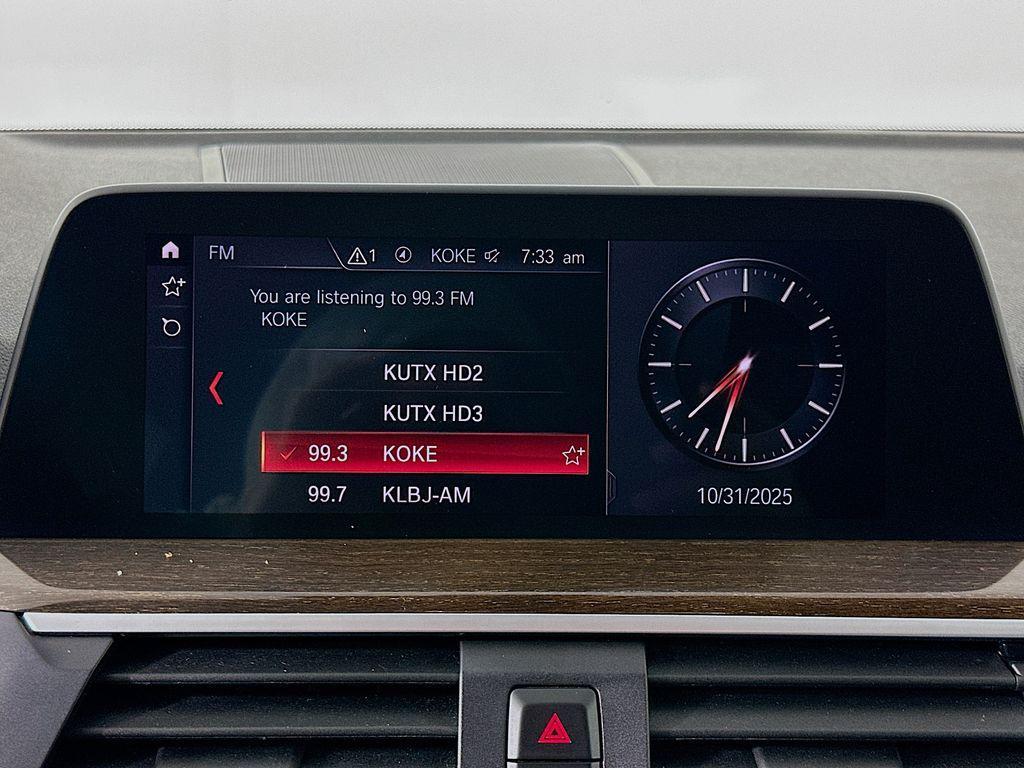 FM 1 KOKE 7:33 am
You are listening to 99.3 FM
KOKE
KUTX HD2
KUTX HD3
99.3 KOKE
99.7 KLBJ-AM
10/31/2025